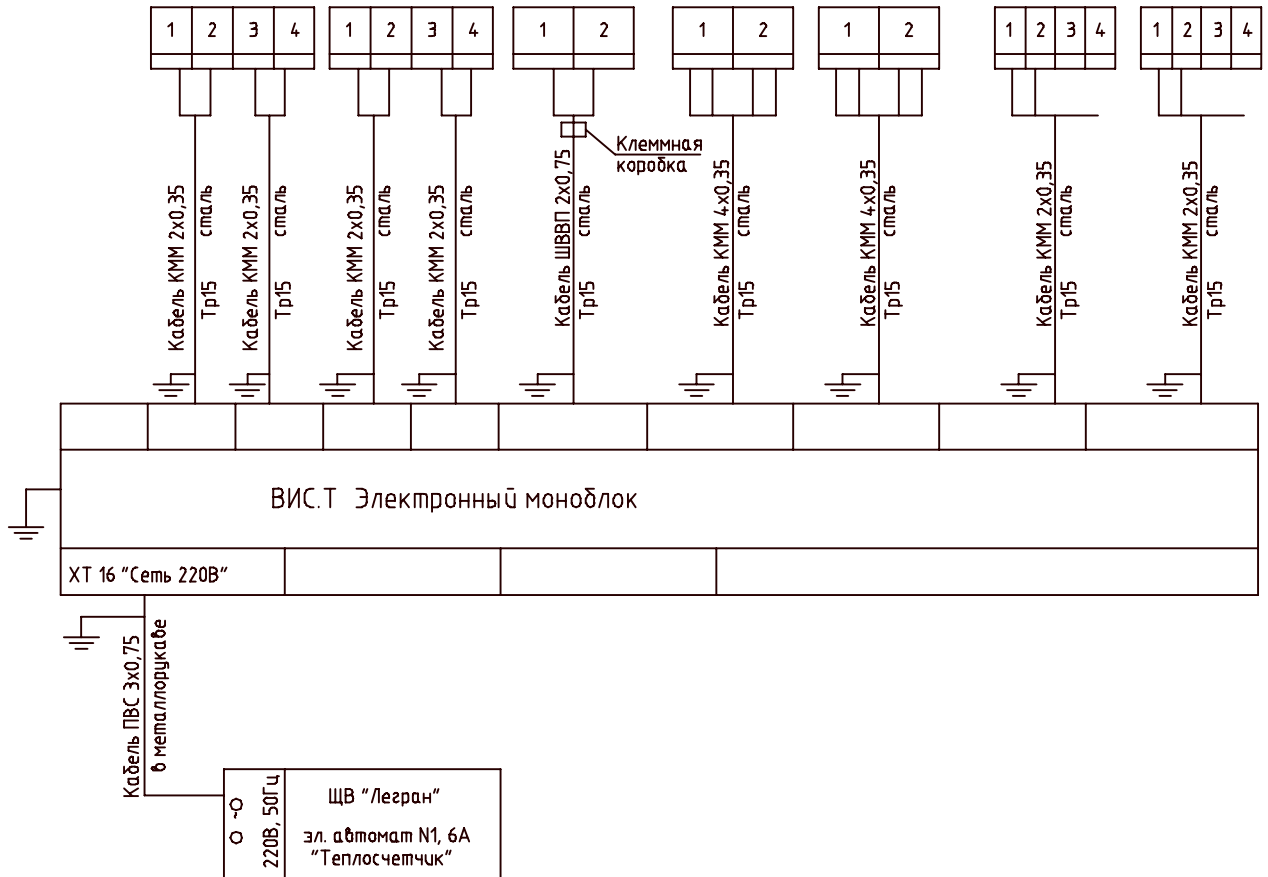 1 2 3 4 1 2 3 4 1 2 1 2 1 2 1 2 3 4 1 2 3 4
Клеммная
коробка
Кабель КММ 2х0,35
Тр15 сталь
Кабель КММ 2х0,35
Тр15 сталь
Кабель КММ 2х0,35
Тр15 сталь
Кабель КММ 2х0,35
Тр15 сталь
Кабель ШВВП 2х0,75
Тр15 сталь
Кабель КММ 4х0,35
Тр15 сталь
Кабель КММ 4х0,35
Тр15 сталь
Кабель КММ 2х0,35
Тр15 сталь
Кабель КММ 2х0,35
Тр15 сталь
ВИС.Т Электронный моноблок
ХТ 16 "Сеть 220В"
Кабель ПВС 3х0,75
в металлорукаве
~
220В, 50Гц
ЩВ "Легран"
эл. автомат N1, 6А
"Теплосчетчик"